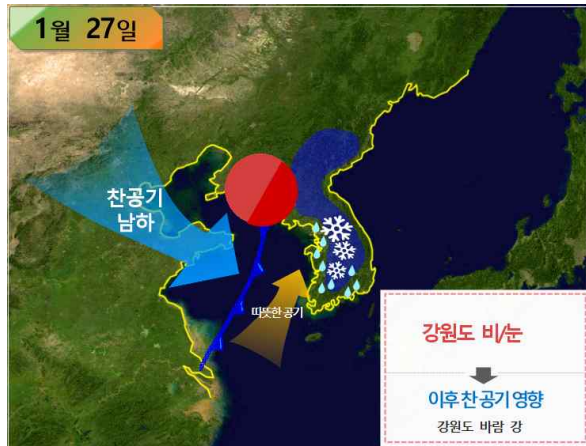 1월 27일
찬공기
남하
따뜻한 공기
강원도 비/눈
이후 찬 공기 영향
강원도 바람 강